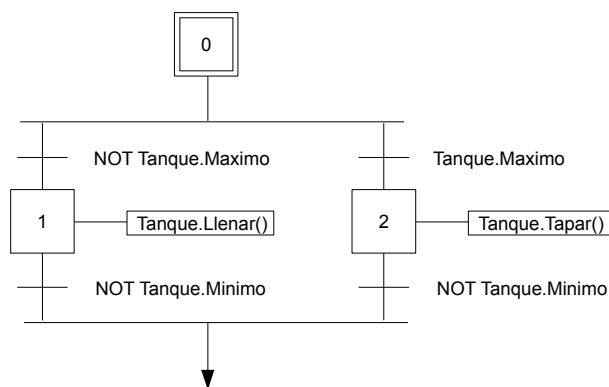 0
NOT Tanque.Maximo
Tanque.Maximo
1
Tanque.Llenar()
2
Tanque.Tapar()
NOT Tanque.Minimo
NOT Tanque.Minimo